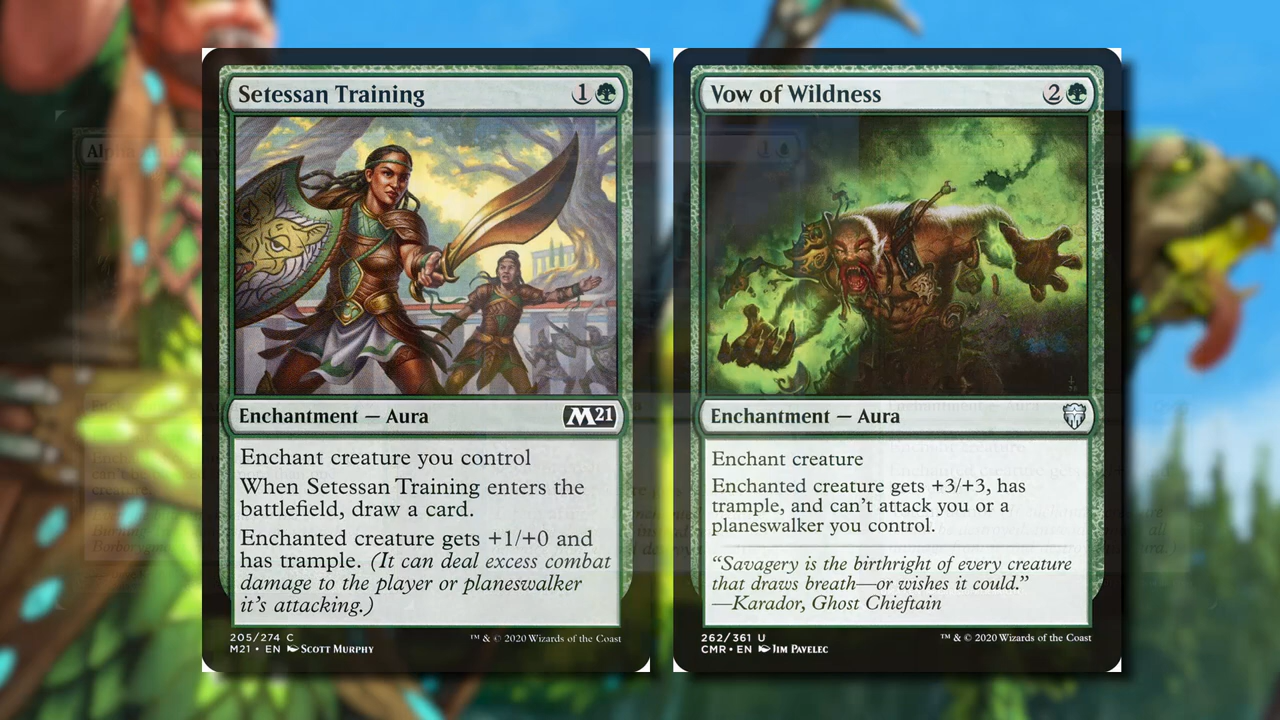 Setessan Training
1
Enchantment — Aura
M21
Enchant creature you control
When Setessan Training enters the
battlefield, draw a card.
Enchanted creature gets +1/+0 and
has trample. (It can deal excess combat
damage to the player or planeswalker
it's attacking.)
205/274 C
M21 • EN Scott Murphy
™ & © 2020 Wizards of the Coast
Vow of Wildness
2
Enchantment — Aura
Enchant creature
Enchanted creature gets +3/+3, has
trample, and can't attack you or a
planeswalker you control.
"Savagery is the birthright of every creature
that draws breath—or wishes it could."
—Karador, Ghost Chieftain
262/361 U
CMR • EN Jim Pavelec
™ & © 2020 Wizards of the Coast